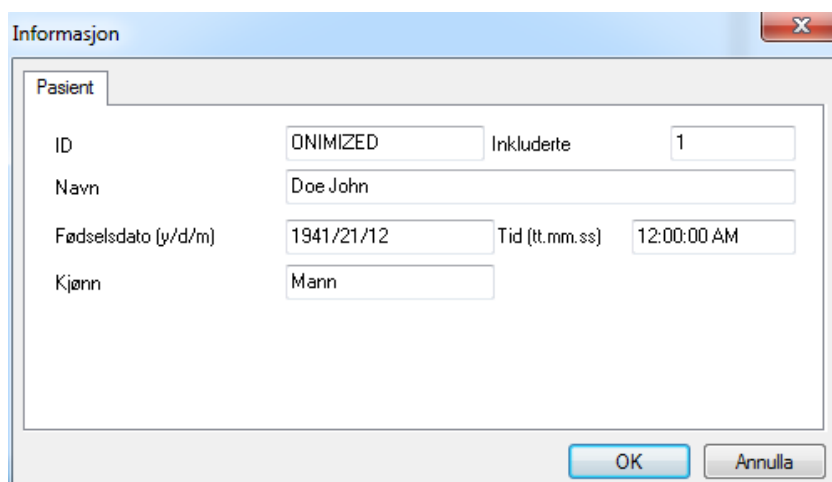 Informasjon
Pasient
ID ONIMIZED Inkluderte 1
Navn Doe John
Fødselsdato (y/d/m) 1941/21/12 Tid (tt.mm.ss) 12:00:00 AM
Kjønn Mann
OK Annulla